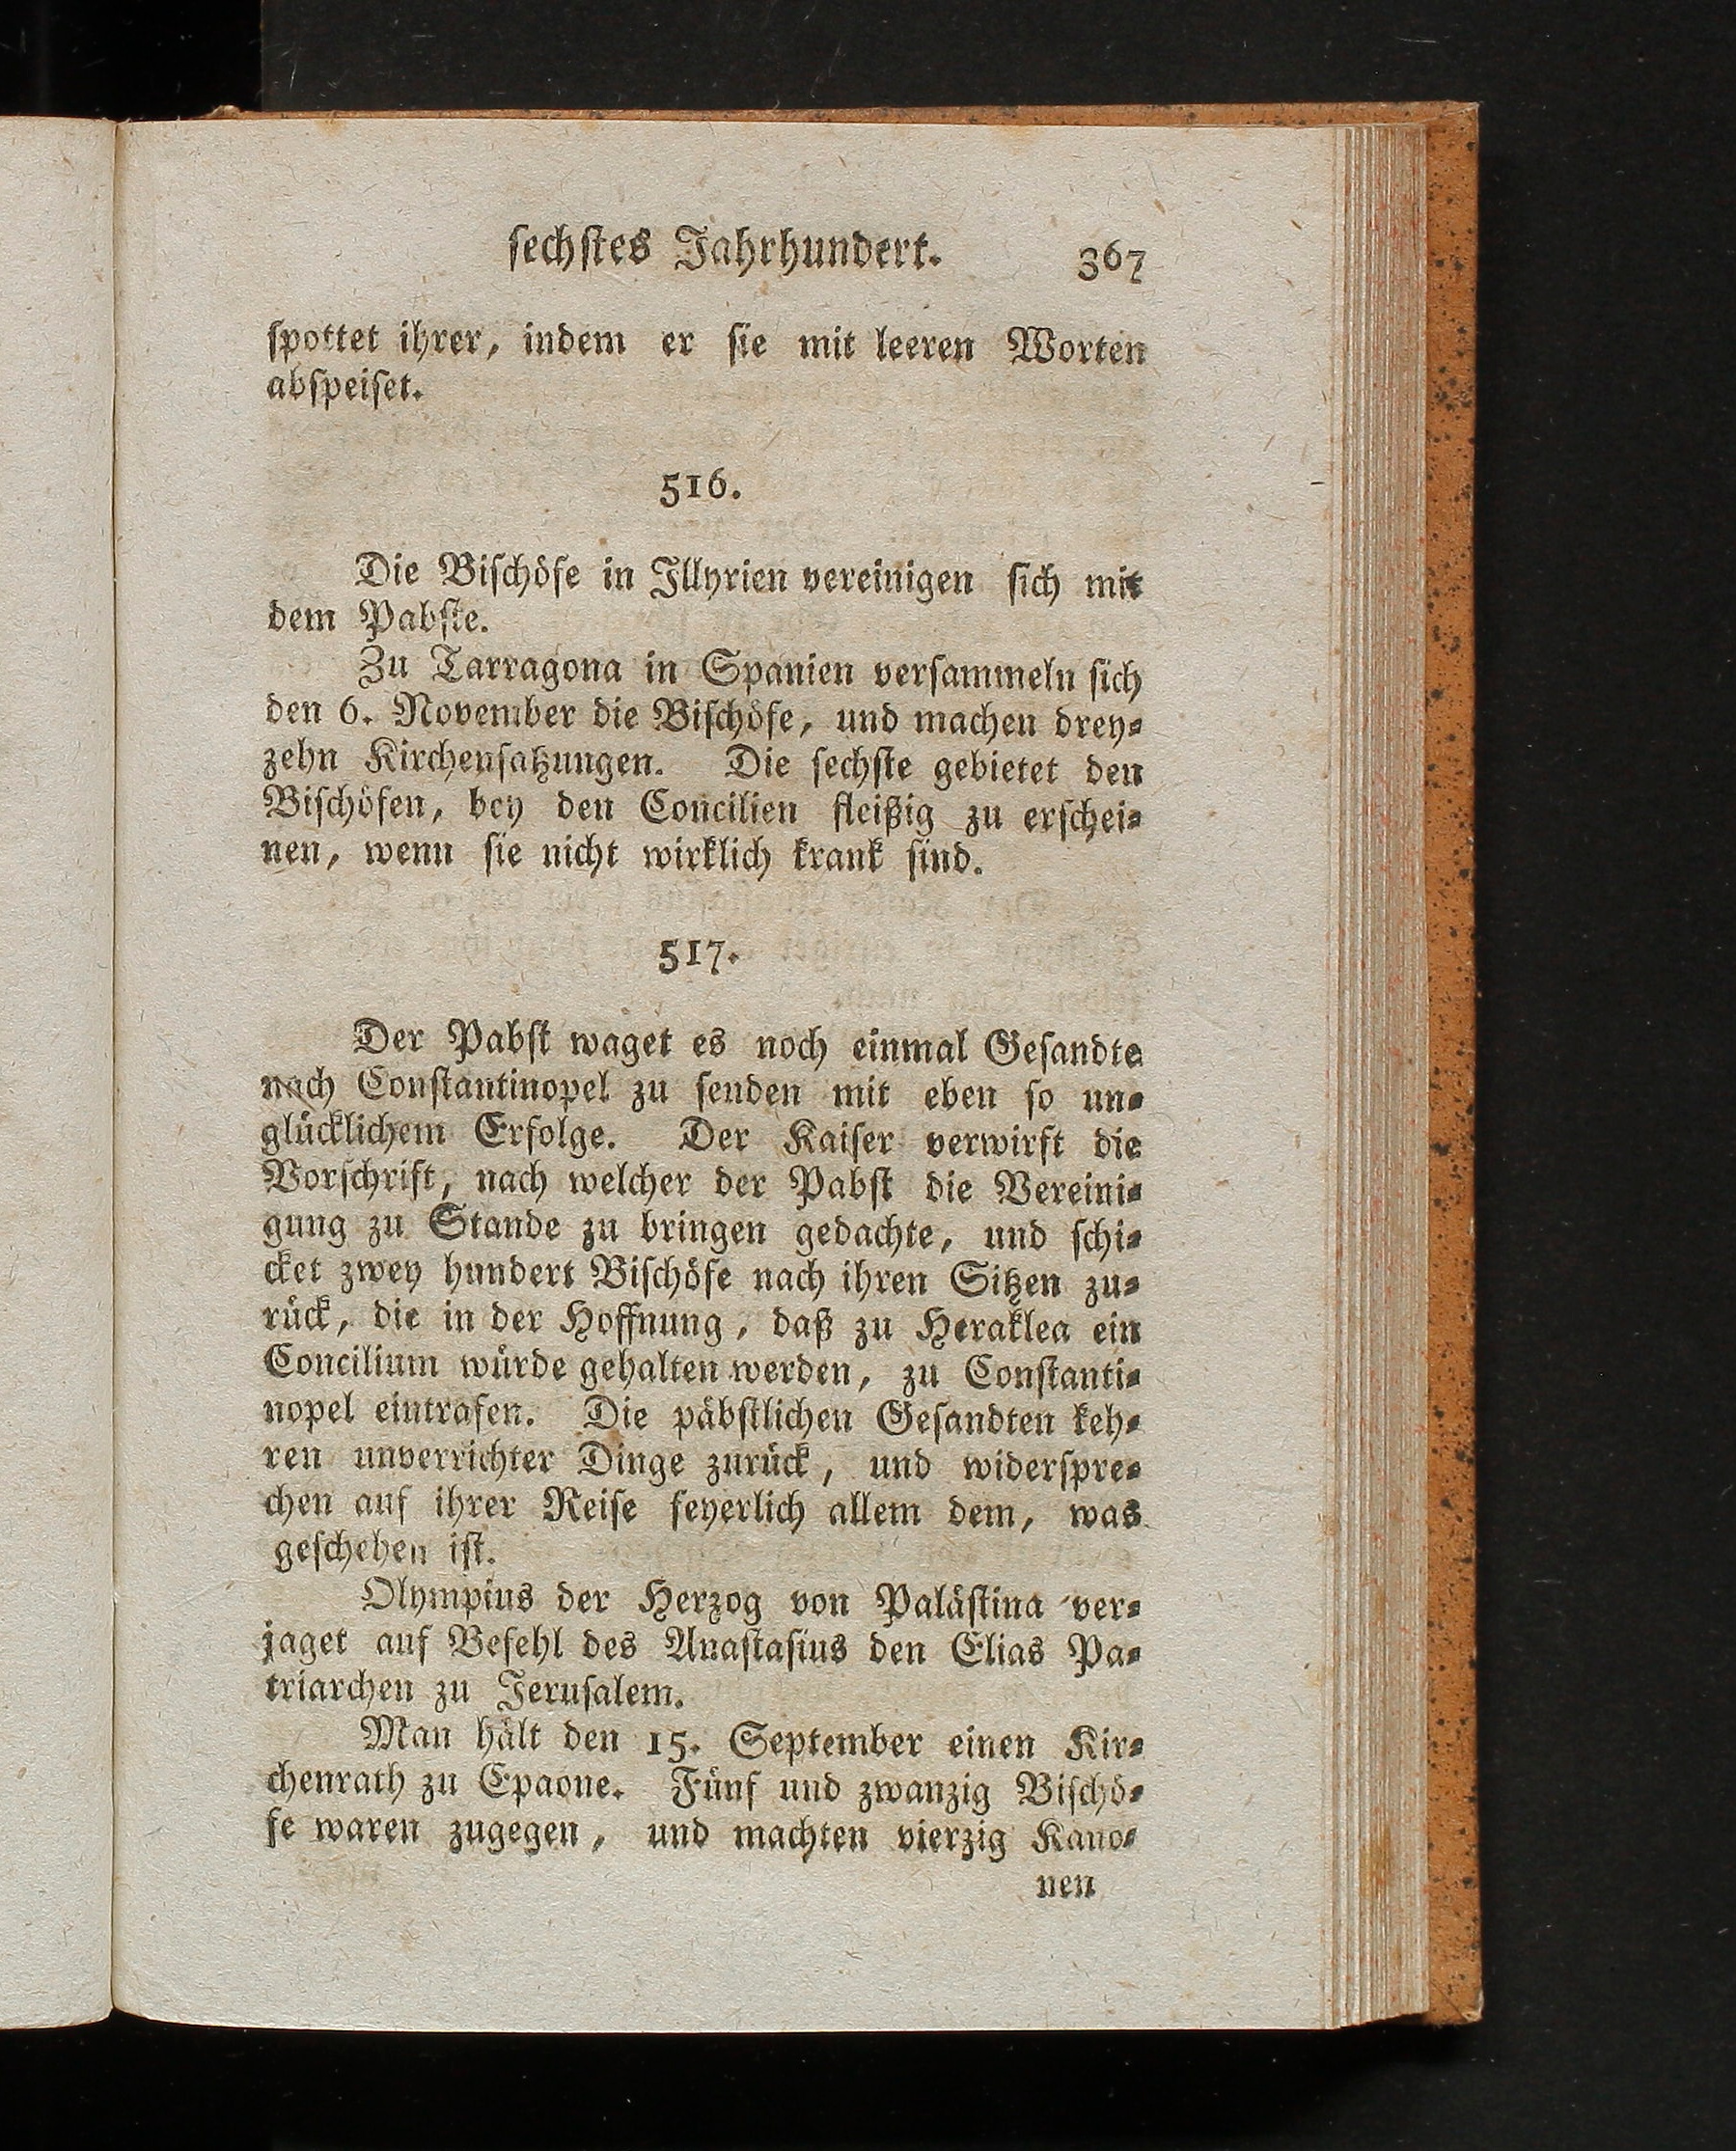 sechstes Jahrhundert. 367
spottet ihrer, indem er sie mit leeren Worten
abspeiset.
516.
Die Bischöfe in Illyrien vereinigen sich mit
dem Pabste.
Zu Tarragona in Spanien versammeln sich
den 6. November die Bischöfe, und machen drey-
zehn Kirchensatzungen. Die sechste gebietet den
Bischöfen, bey den Concilien fleißig zu erschei-
nen, wenn sie nicht wirklich krank sind.
517.
Der Pabst waget es noch einmal Gesandte
nach Constantinopel zu senden mit eben so un-
glücklichem Erfolge. Der Kaiser verwirft die
Vorschrift, nach welcher der Pabst die Vereini-
gung zu Stande zu bringen gedachte, und schi-
cket zwey hundert Bischöfe nach ihren Sitzen zu-
rück, die in der Hoffnung, daß zu Heraklea ein
Concilium würde gehalten werden, zu Constanti-
nopel eintrafen. Die päbstlichen Gesandten keh-
ren unverrichter Dinge zurück, und widerspre-
chen auf ihrer Reise feyerlich allem dem, was
geschehen ist.
Olympius der Herzog von Palästina ver-
jaget auf Befehl des Anastasius den Elias Pa-
triarchen zu Jerusalem.
Man hält den 15. September einen Kir-
chenrath zu Epaone. Fünf und zwanzig Bischö-
fe waren zugegen, und machten vierzig Kano-
nen